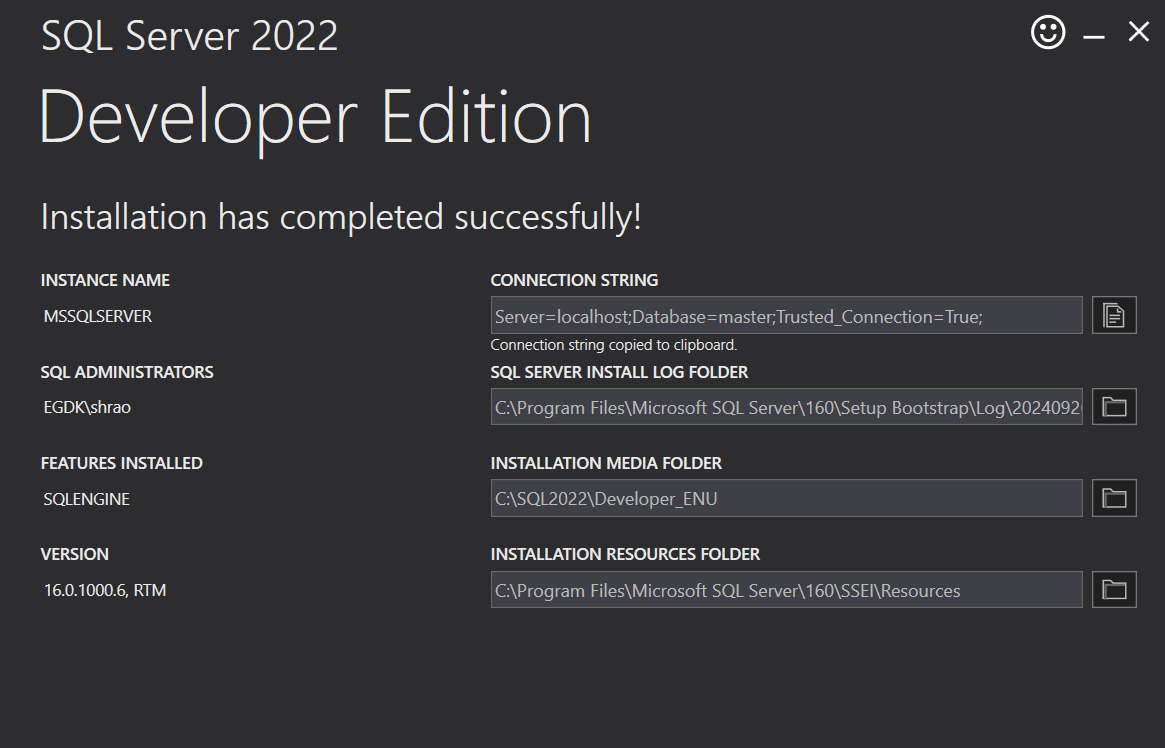 SQL Server 2022
Developer Edition
Installation has completed successfully!
INSTANCE NAME
MSSQLSERVER
CONNECTION STRING
Server=localhost;Database=master;Trusted_Connection=True;
Connection string copied to clipboard.
SQL ADMINISTRATORS
EGDK\shrao
SQL SERVER INSTALL LOG FOLDER
C:\Program Files\Microsoft SQL Server\160\Setup Bootstrap\Log\2024092
FEATURES INSTALLED
SQLENGINE
INSTALLATION MEDIA FOLDER
C:\SQL2022\Developer_ENU
VERSION
16.0.1000.6, RTM
INSTALLATION RESOURCES FOLDER
C:\Program Files\Microsoft SQL Server\160\SSEI\Resources